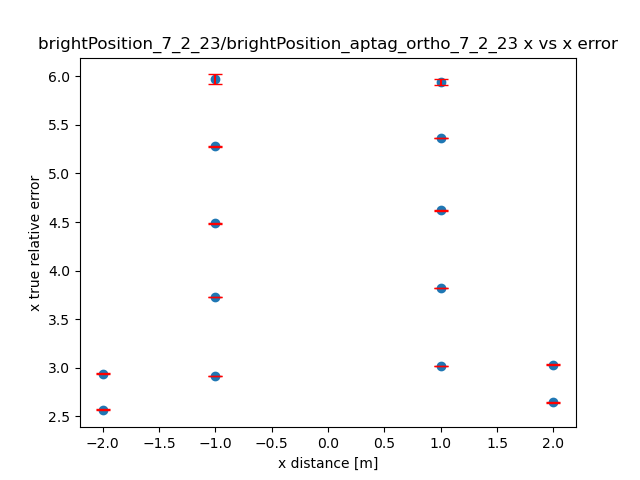 brightPosition_7_2_23/brightPosition_aptag_ortho_7_2_23 x vs x error
6.0
5.5
5.0
4.5
4.0
3.5
3.0
2.5
x true relative error
−2.0 −1.5 −1.0 −0.5 0.0 0.5 1.0 1.5 2.0
x distance [m]